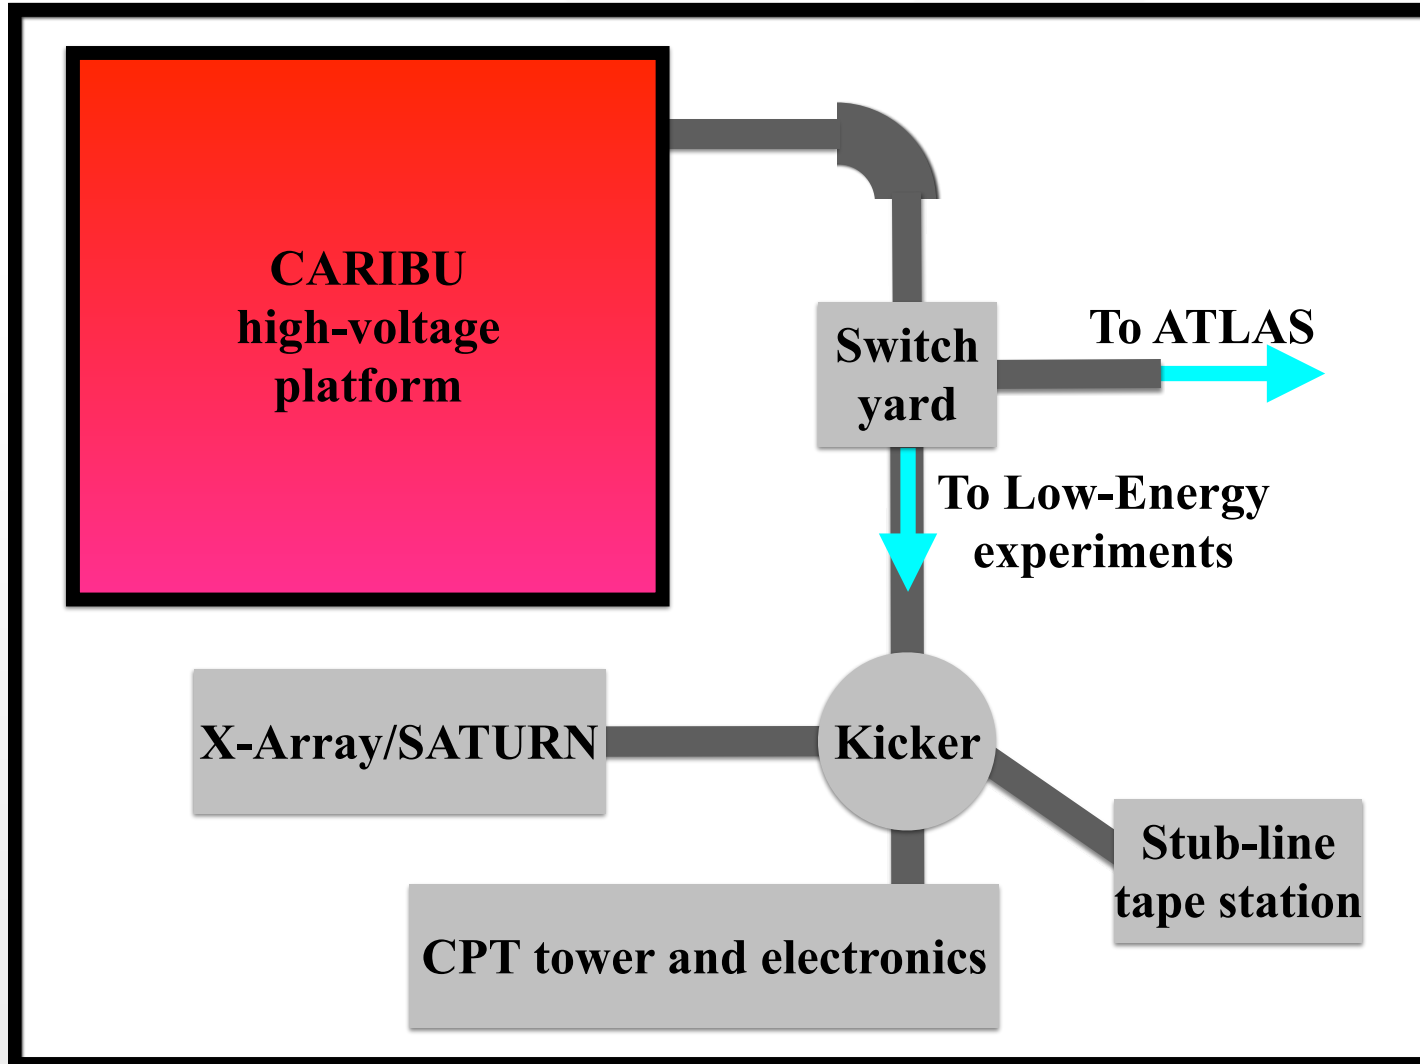 CARIBU
high-voltage
platform
Switch
yard
To ATLAS
To Low-Energy
experiments
X-Array/SATURN
Kicker
Stub-line
tape station
CPT tower and electronics